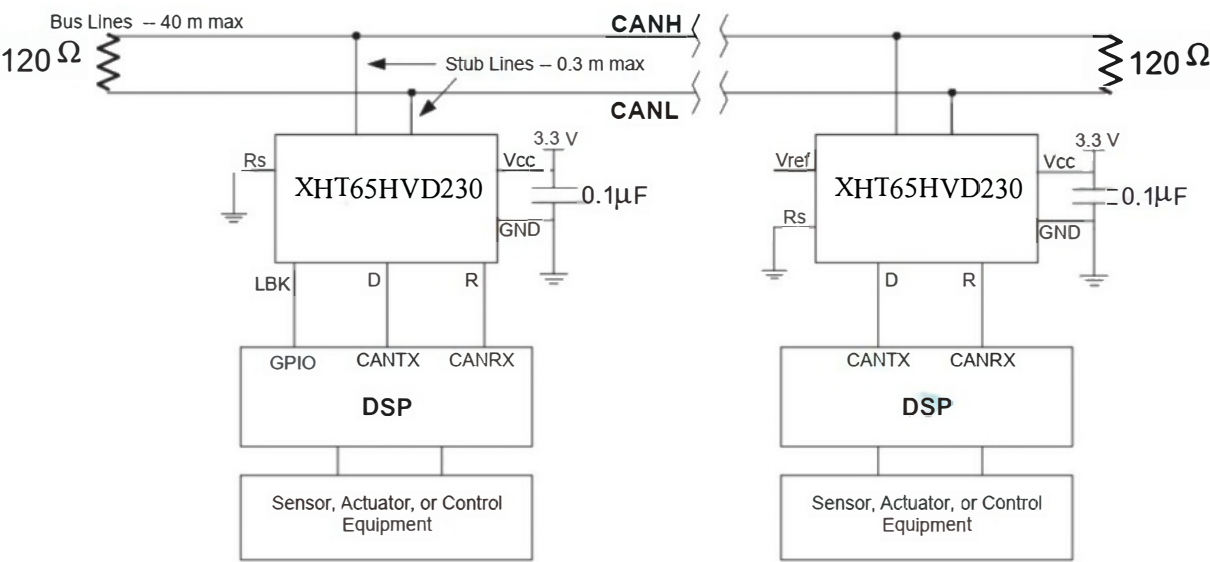 Bus Lines -- 40 m max
CANH
120 Ω
Stub Lines -- 0.3 m max
120 Ω
CANL
Rs
XHT65HVD230
Vcc
3.3 V
0.1µF
GND
LBK
D
R
GPIO
CANTX
CANRX
DSP
Sensor, Actuator, or Control
Equipment
Vref
Rs
XHT65HVD230
Vcc
3.3 V
0.1µF
GND
D
R
CANTX
CANRX
DSP
Sensor, Actuator, or Control
Equipment